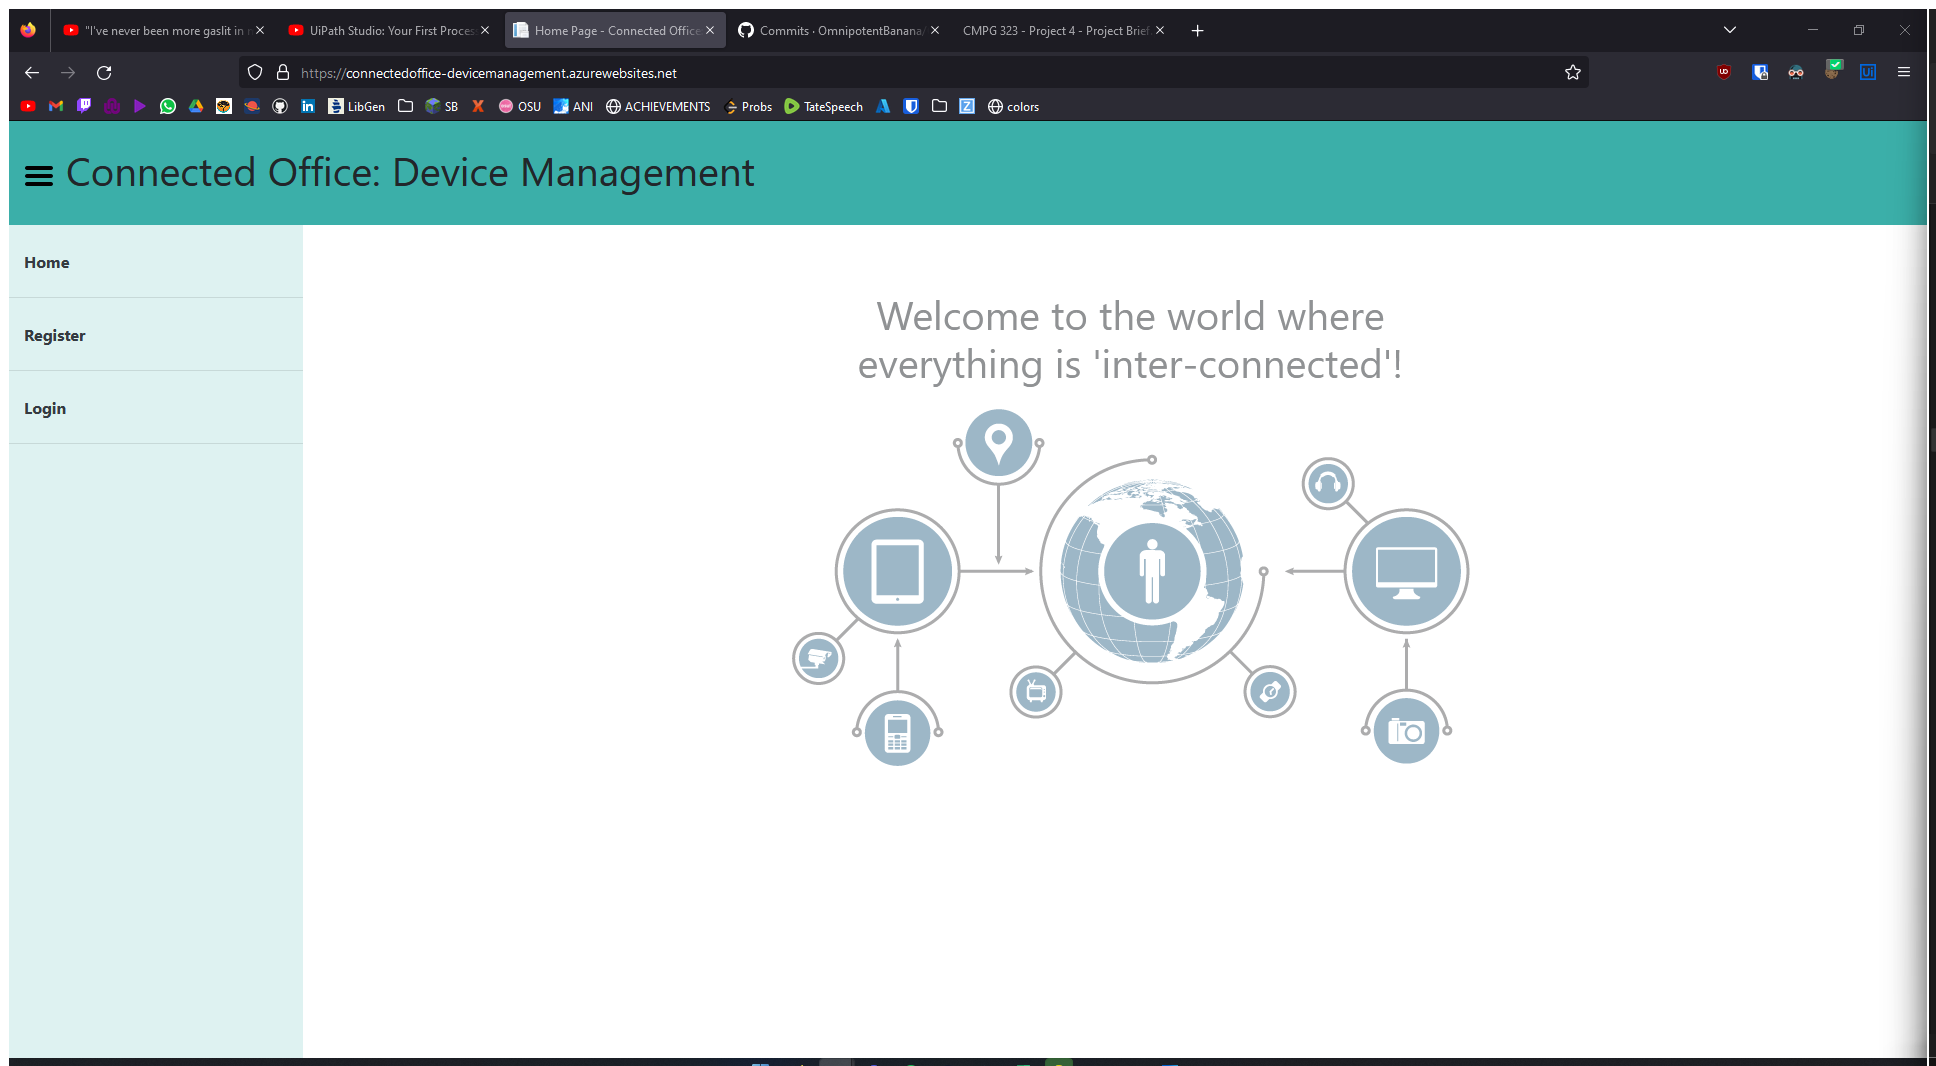 "I've never been more gaslit in
UiPath Studio: Your First Proces
Home Page - Connected Office
Commits · OmnipotentBanana/
CMPG 323 - Project 4 - Project Brief.
https://connectedoffice-devicemanagement.azurewebsites.net
LibGen
SB
OSU
ANI
ACHIEVEMENTS
Probs
TateSpeech
colors
Connected Office: Device Management
Home
Register
Login
Welcome to the world where
everything is 'inter-connected'!